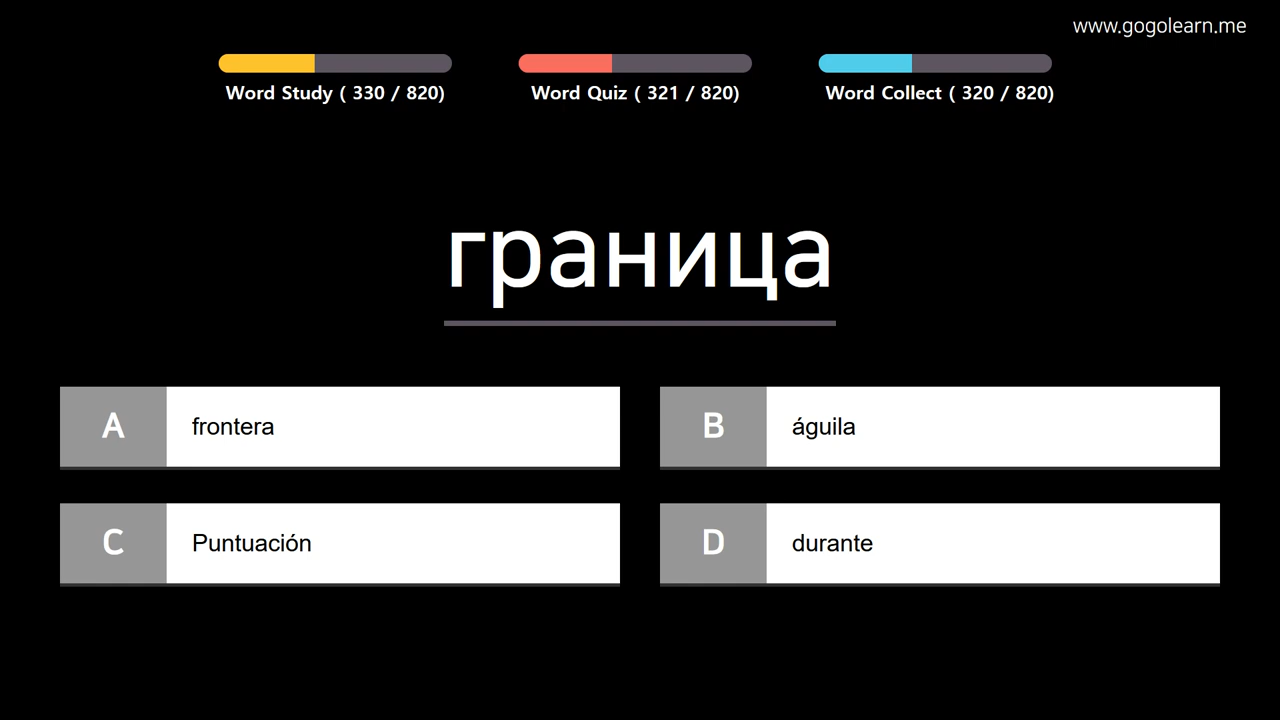 www.gogolearn.me
Word Study ( 330 / 820)
Word Quiz ( 321 / 820)
Word Collect ( 320 / 820)
граница
A frontera
B águila
C Puntuación
D durante